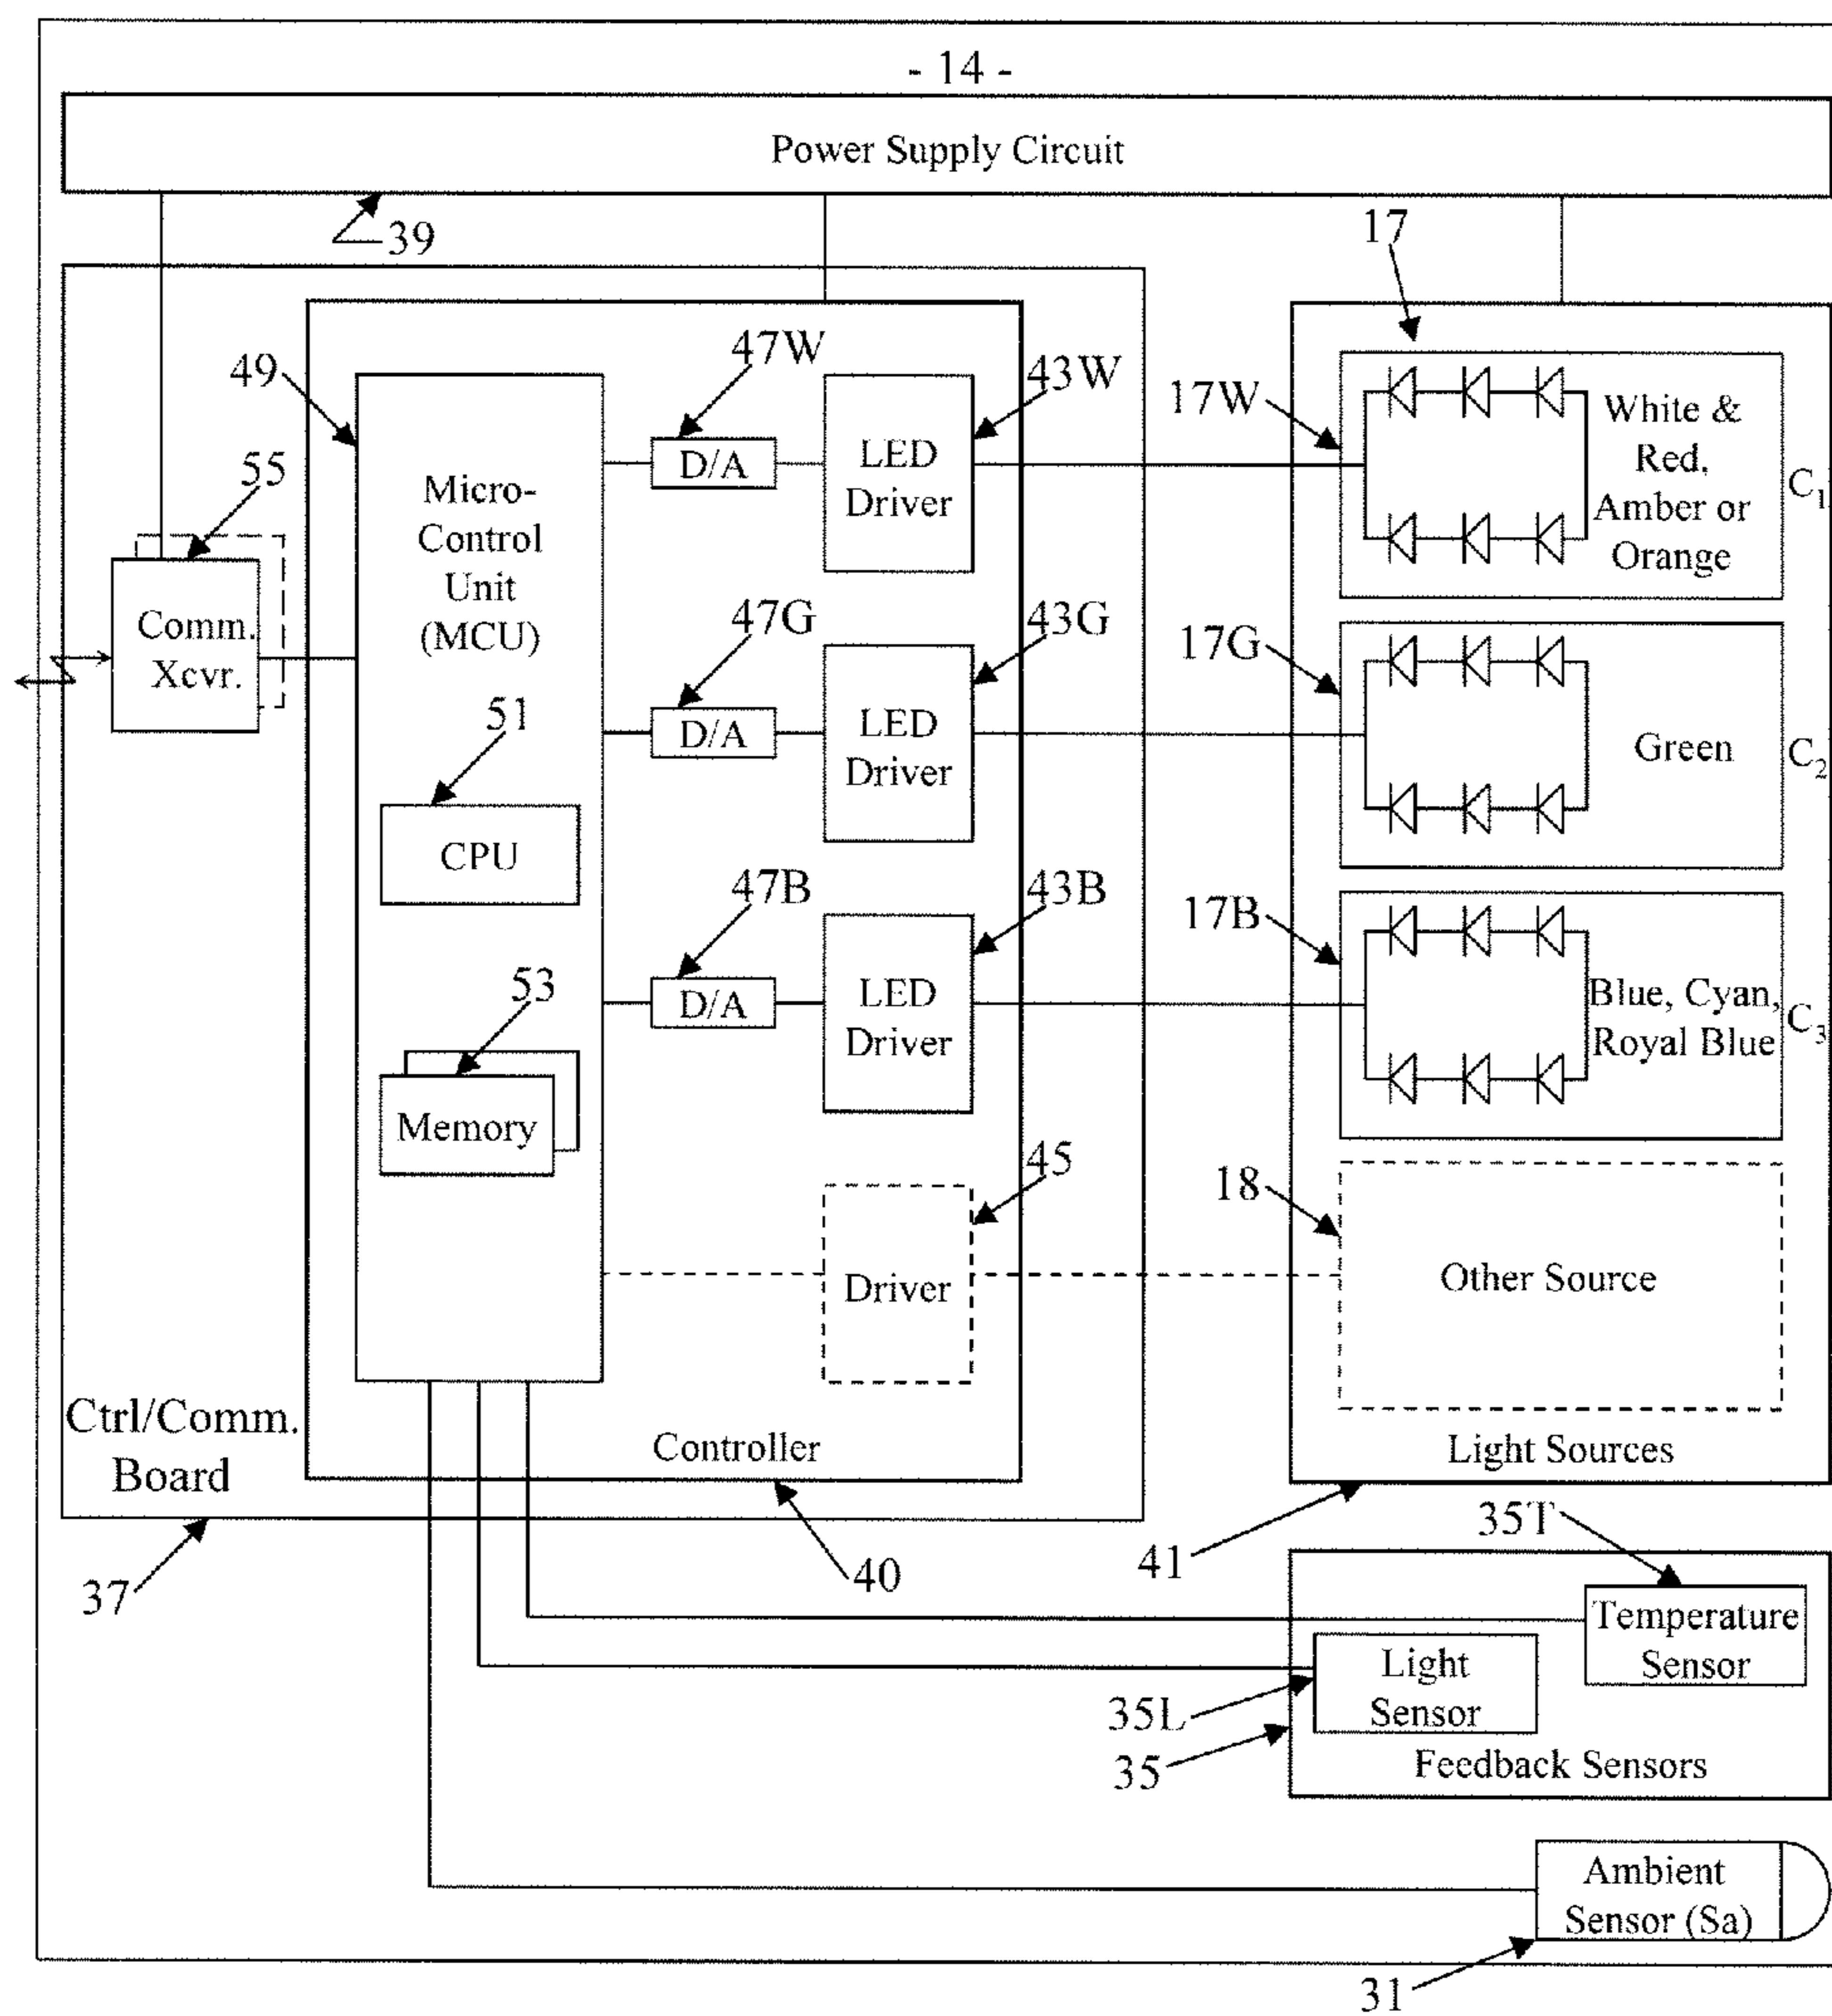 - 14 -
Power Supply Circuit
39
17
49
47W
43W
17W
D/A
LED
Driver
White &
Red,
Amber or
Orange
C1
55
Micro-
Control
Unit
(MCU)
Comm.
Xcvr.
47G
43G
17G
D/A
LED
Driver
Green
C2
51
CPU
47B
43B
17B
D/A
LED
Driver
Blue, Cyan,
Royal Blue
C3
53
Memory
45
18
Driver
Other Source
Ctrl/Comm.
Board
Controller
Light Sources
37
40
41
35T
Temperature
Sensor
Light
Sensor
35L
35
Feedback Sensors
Ambient
Sensor (Sa)
31